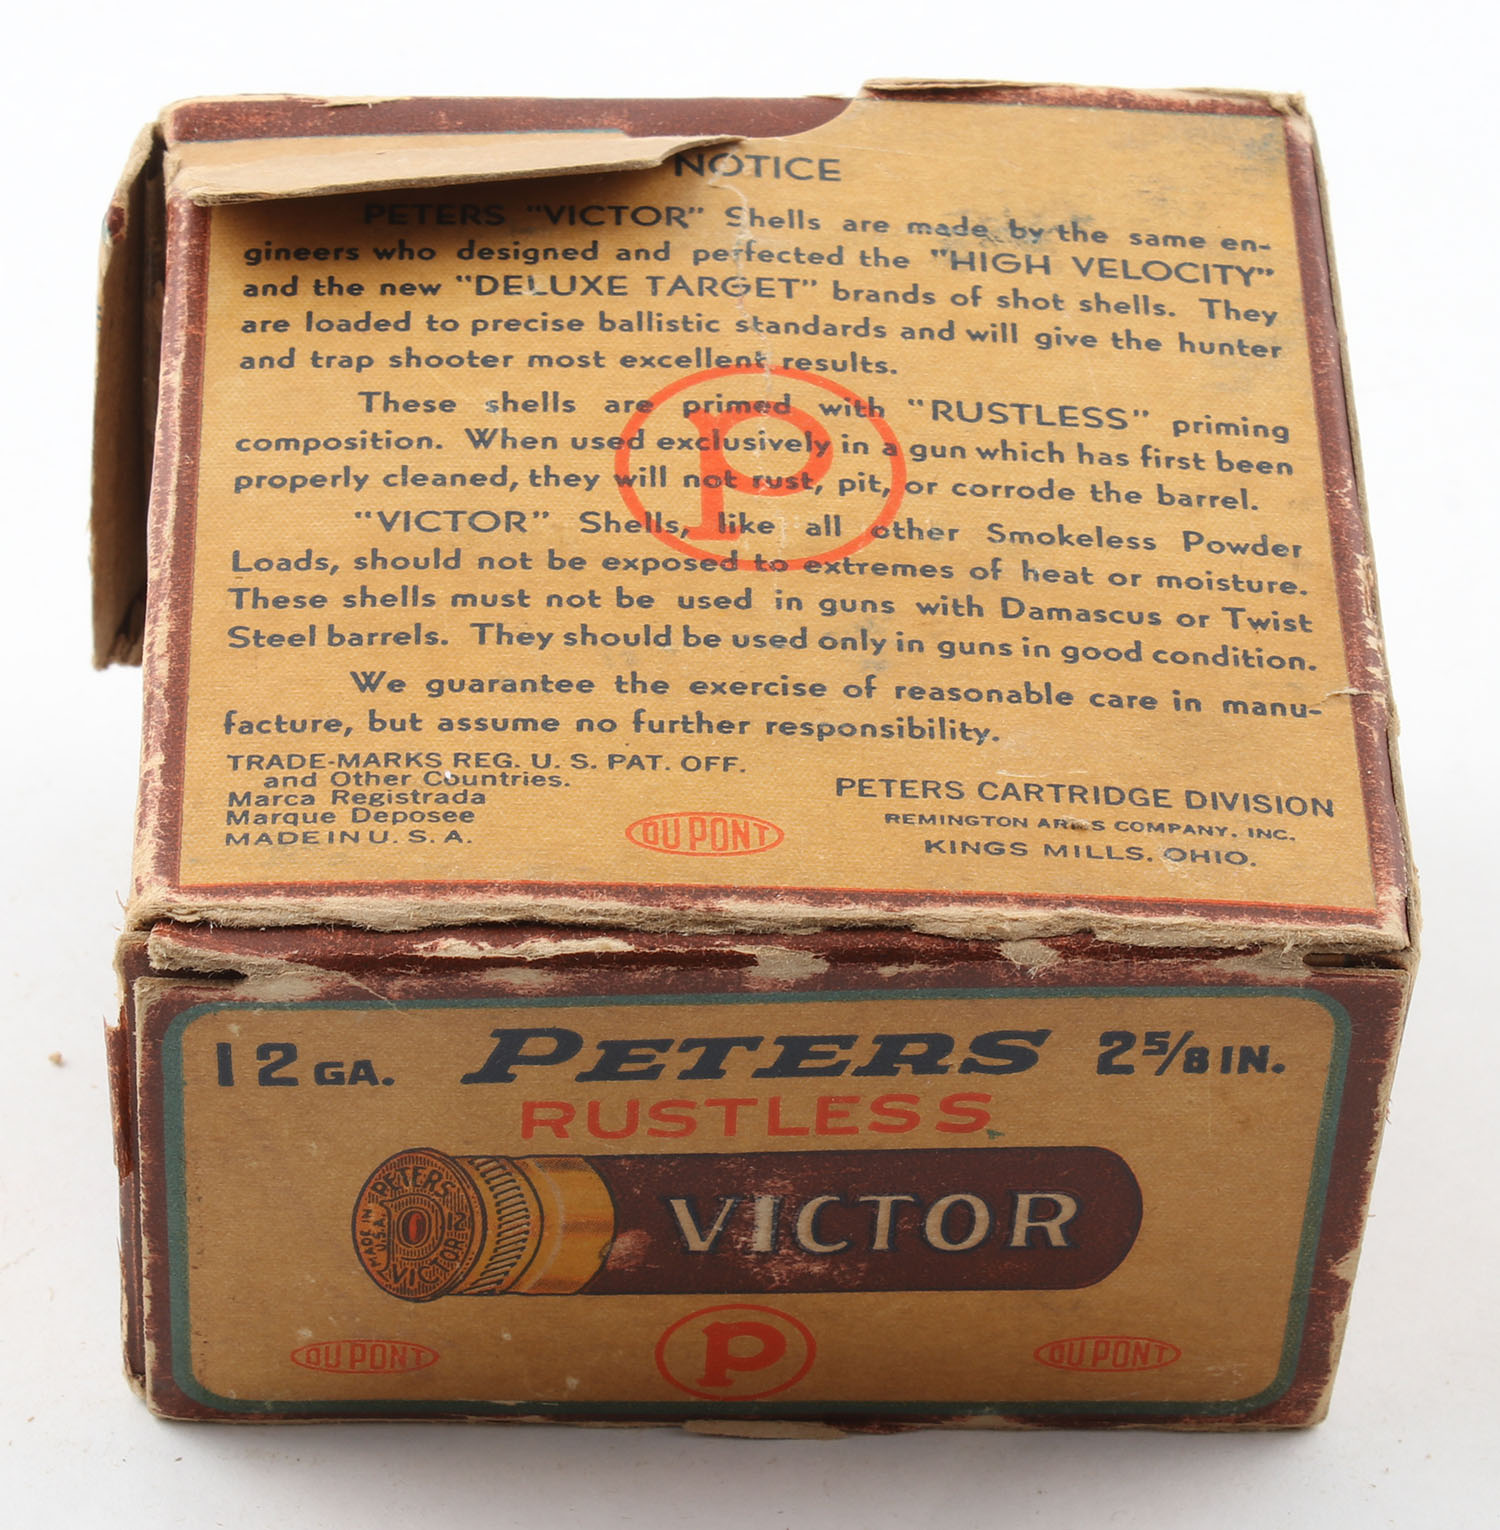 NOTICE
PETERS "VICTOR" Shells are made by the same en-
gineers who designed and perfected the "HIGH VELOCITY"
and the new "DELUXE TARGET" brands of shot shells. They
are loaded to precise ballistic standards and will give the hunter
and trap shooter most excellent results.
These shells are primed with "RUSTLESS" priming
composition. When used exclusively in a gun which has first been
properly cleaned, they will not rust, pit, or corrode the barrel.
"VICTOR" Shells, like all other Smokeless Powder
Loads, should not be exposed to extremes of heat or moisture.
These shells must not be used in guns with Damascus or Twist
Steel barrels. They should be used only in guns in good condition.
We guarantee the exercise of reasonable care in manu-
facture, but assume no further responsibility.
P
TRADE-MARKS REG. U. S. PAT. OFF.
and Other Countries.
Marca Registrada
Marque Deposee
MADE IN U. S. A.
DU PONT
PETERS CARTRIDGE DIVISION
REMINGTON ARMS COMPANY, INC.
KINGS MILLS, OHIO.
12 GA. PETERS 2 5/8 IN.
RUSTLESS
PETERS
12
VICTOR
MADE IN
U.S.A.
VICTOR
DU PONT P DU PONT